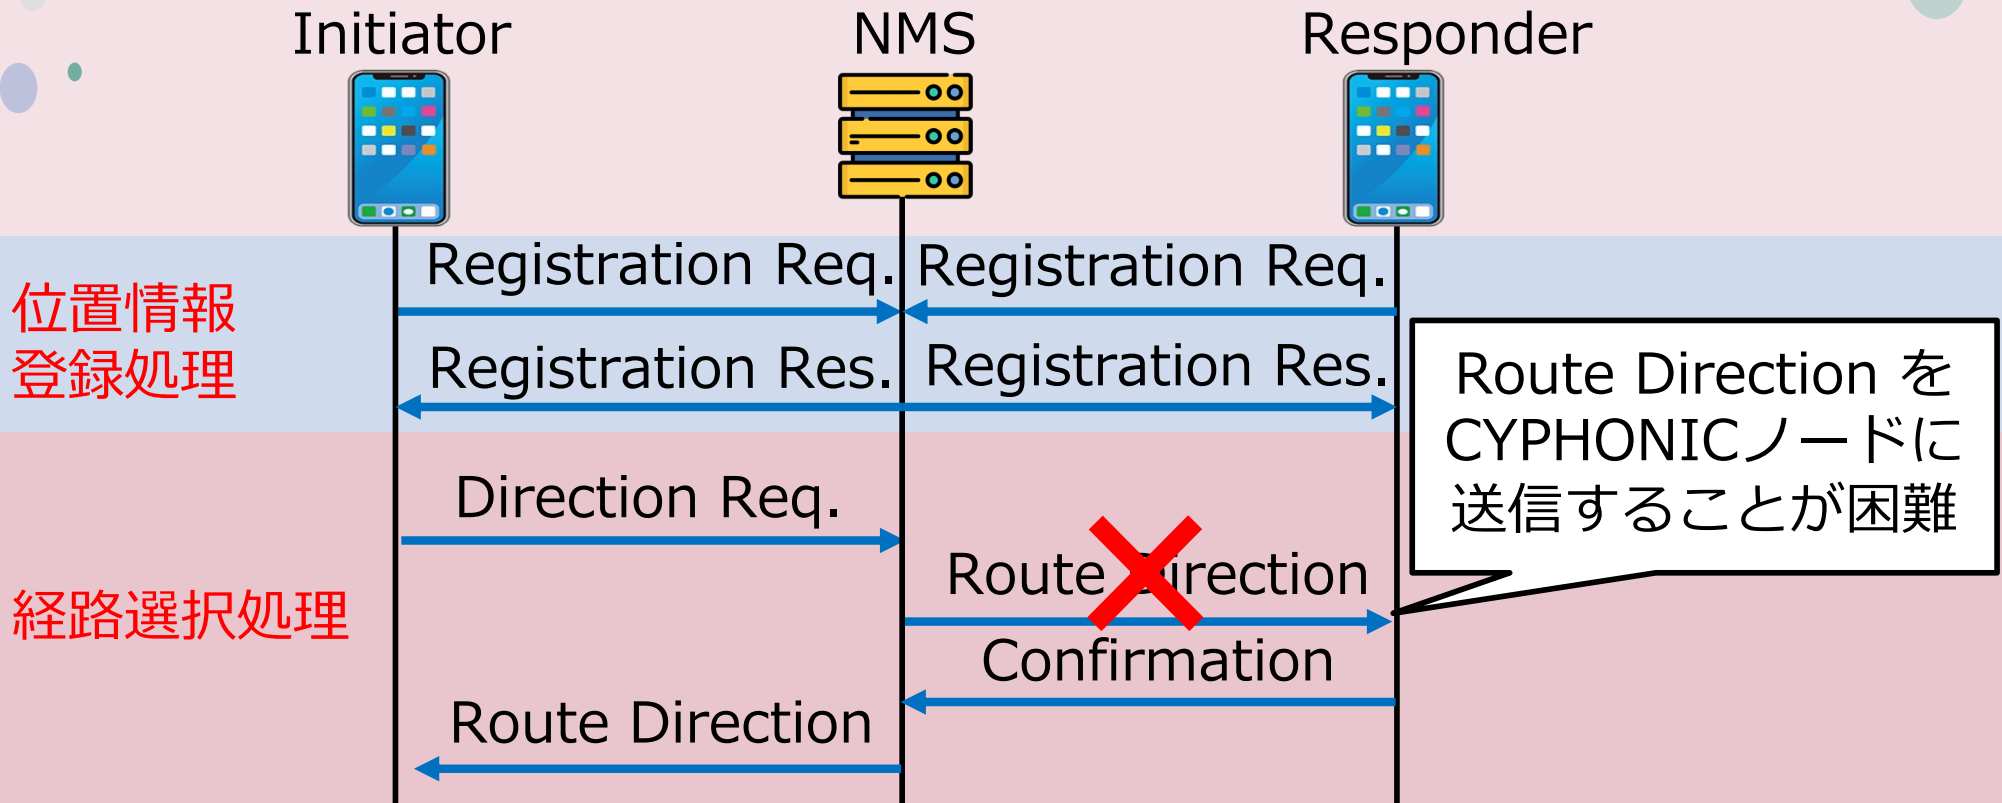 Initiator
NMS
Responder
Registration Req.
Registration Req.
位置情報
登録処理
Registration Res.
Registration Res.
Route Direction を
CYPHONICノードに
送信することが困難
Direction Req.
Route Direction
経路選択処理
Confirmation
Route Direction